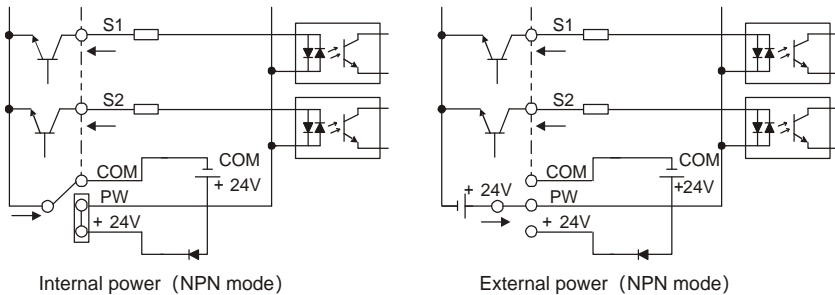 S1
S2
COM
COM
+ 24V
PW
+ 24V
Internal power (NPN mode)
S1
S2
COM
COM
+24V
+ 24V
PW
+ 24V
External power (NPN mode)